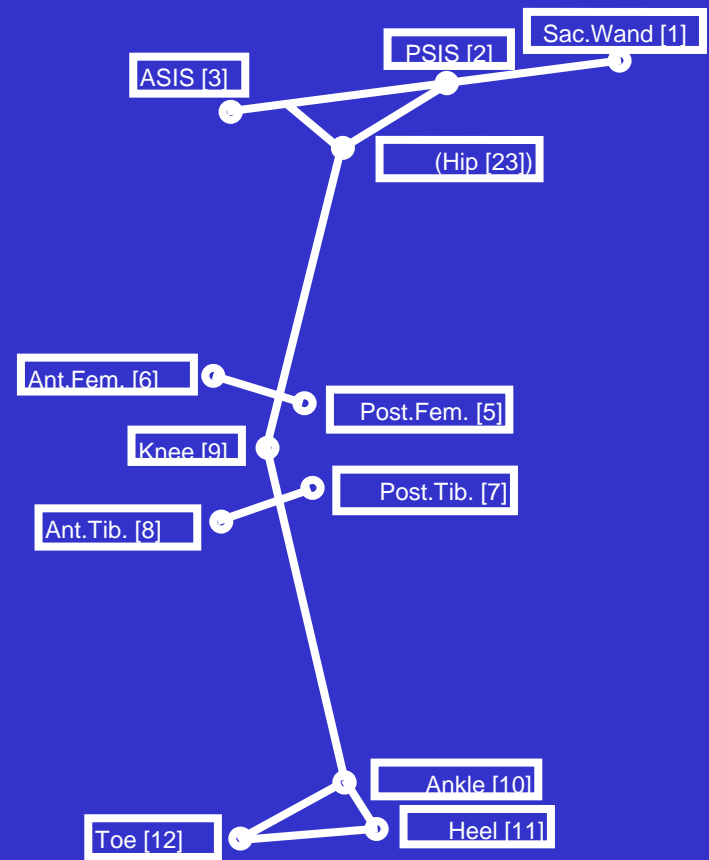 Sac.Wand [1]
PSIS [2]
ASIS [3]
(Hip [23])
Ant.Fem. [6]
Post.Fem. [5]
Knee [9]
Post.Tib. [7]
Ant.Tib. [8]
Ankle [10]
Heel [11]
Toe [12]